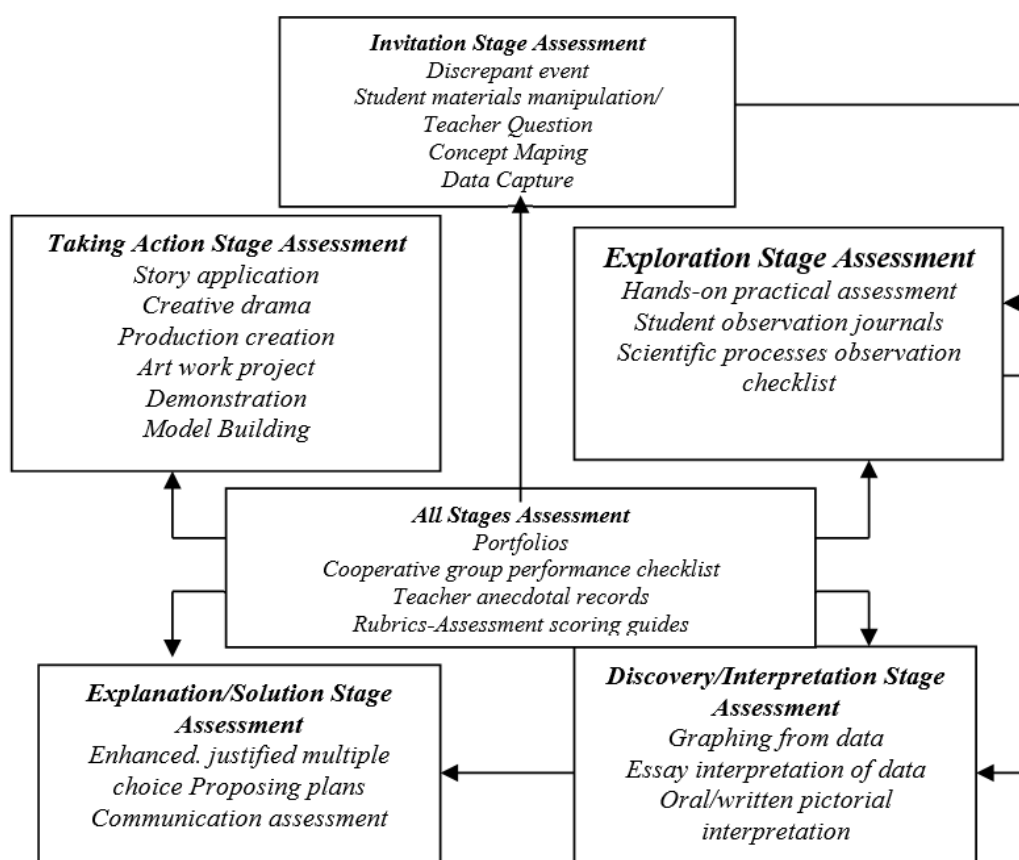 Invitation Stage Assessment
Discrepant event
Student materials manipulation/
Teacher Question
Concept Maping
Data Capture
Taking Action Stage Assessment
Story application
Creative drama
Production creation
Art work project
Demonstration
Model Building
Exploration Stage Assessment
Hands-on practical assessment
Student observation journals
Scientific processes observation
checklist
All Stages Assessment
Portfolios
Cooperative group performance checklist
Teacher anecdotal records
Rubrics-Assessment scoring guides
Explanation/Solution Stage
Assessment
Enhanced. justified multiple
choice Proposing plans
Communication assessment
Discovery/Interpretation Stage
Assessment
Graphing from data
Essay interpretation of data
Oral/written pictorial
interpretation